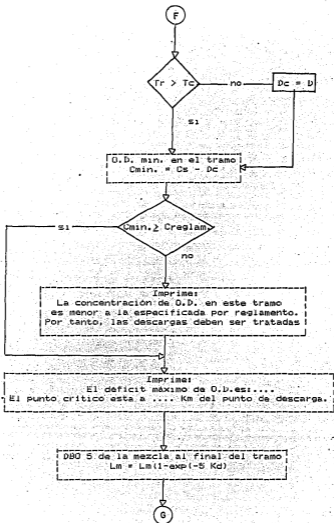 F
Tr > Tc
no
Dc = D
si
O.D. min. en el tramo
Cmin. = Cs - Dc
Cmin.≥ Creglam.
si
no
Imprime:
La concentración de O.D. en este tramo
es menor a la especificada por reglamento.
Por tanto, las descargas deben ser tratadas
Imprime:
El déficit máximo de O.D.es:....
El punto crítico esta a .... Km del punto de descarga.
DBO 5 de la mezcla al final del tramo
Lm = Lm(1-exp(-5 Kd)
G